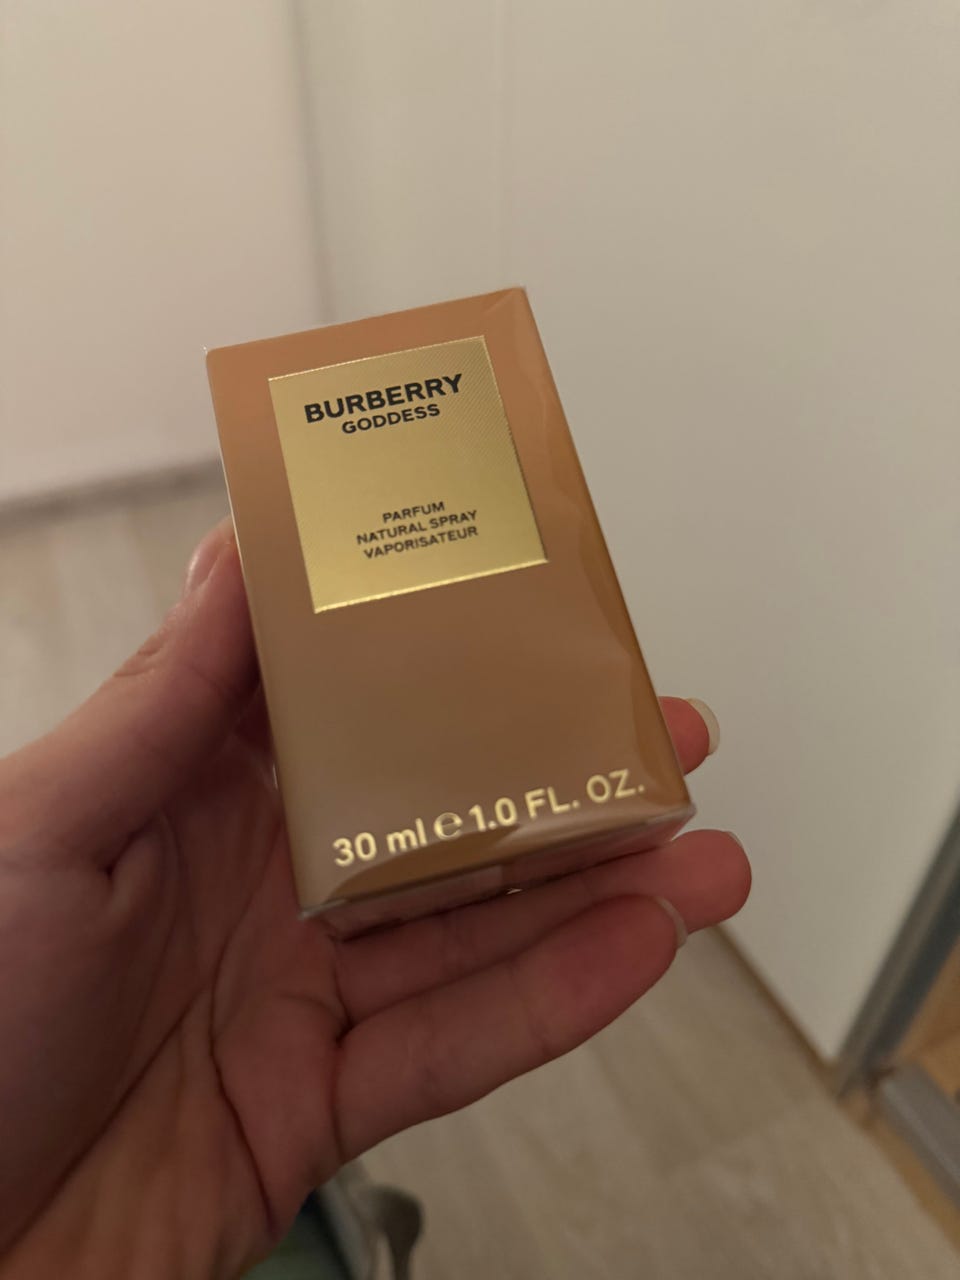 BURBERRY
GODDESS
PARFUM
NATURAL SPRAY
VAPORISATEUR
30 ml ℮ 1.0 FL. OZ.